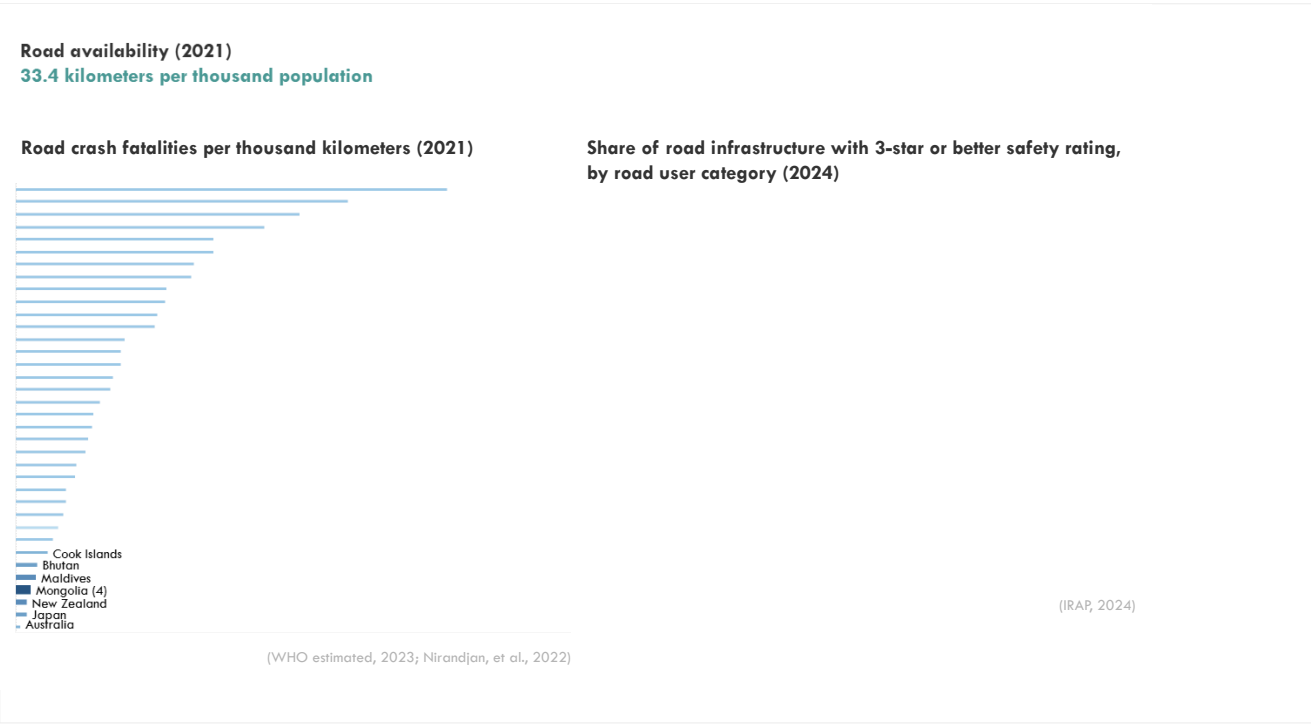 Road availability (2021)
33.4 kilometers per thousand population
Road crash fatalities per thousand kilometers (2021)
Share of road infrastructure with 3-star or better safety rating,
by road user category (2024)
Cook Islands
Bhutan
Maldives
Mongolia (4)
New Zealand
Japan
Australia
(IRAP, 2024)
(WHO estimated, 2023; Nirandjan, et al., 2022)